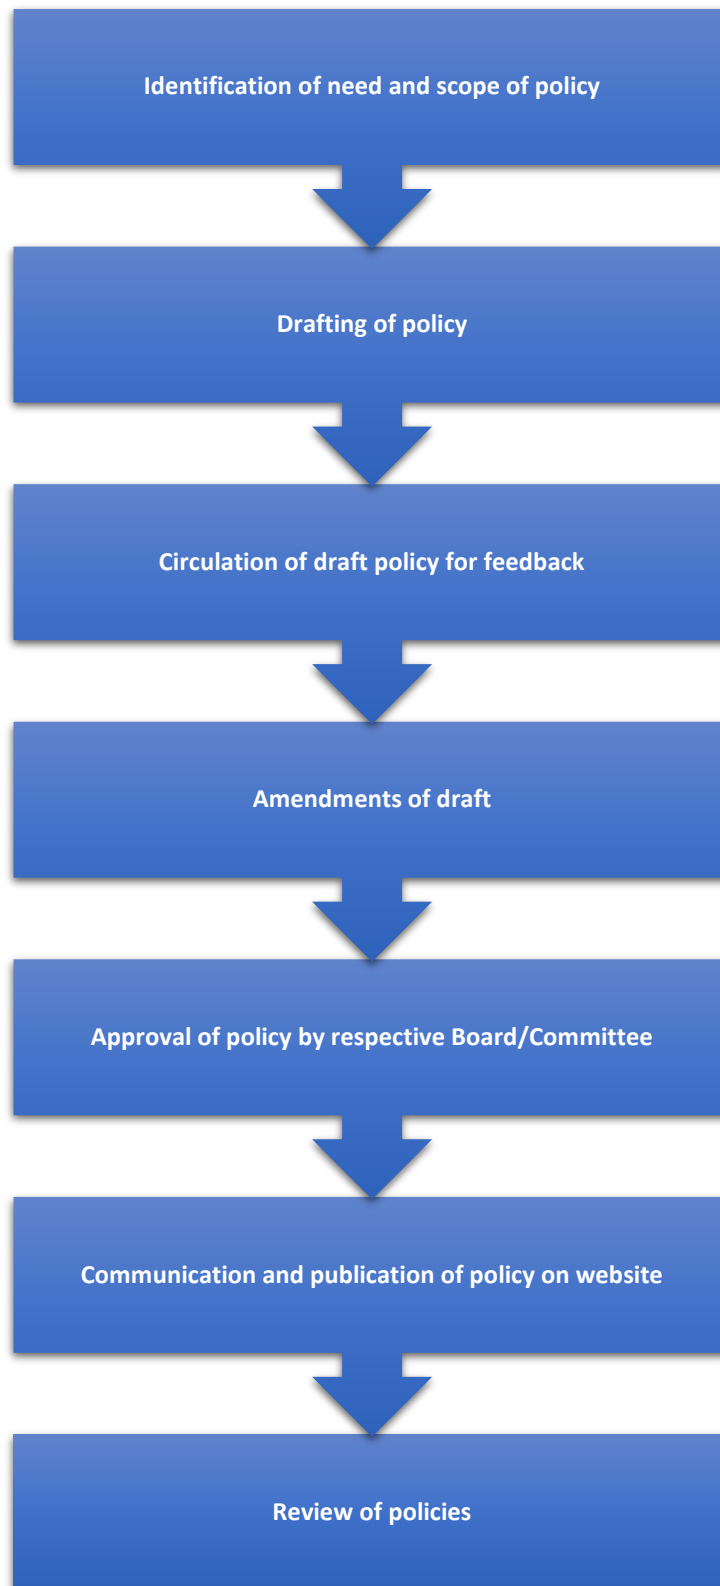 Identification of need and scope of policy
Drafting of policy
Circulation of draft policy for feedback
Amendments of draft
Approval of policy by respective Board/Committee
Communication and publication of policy on website
Review of policies